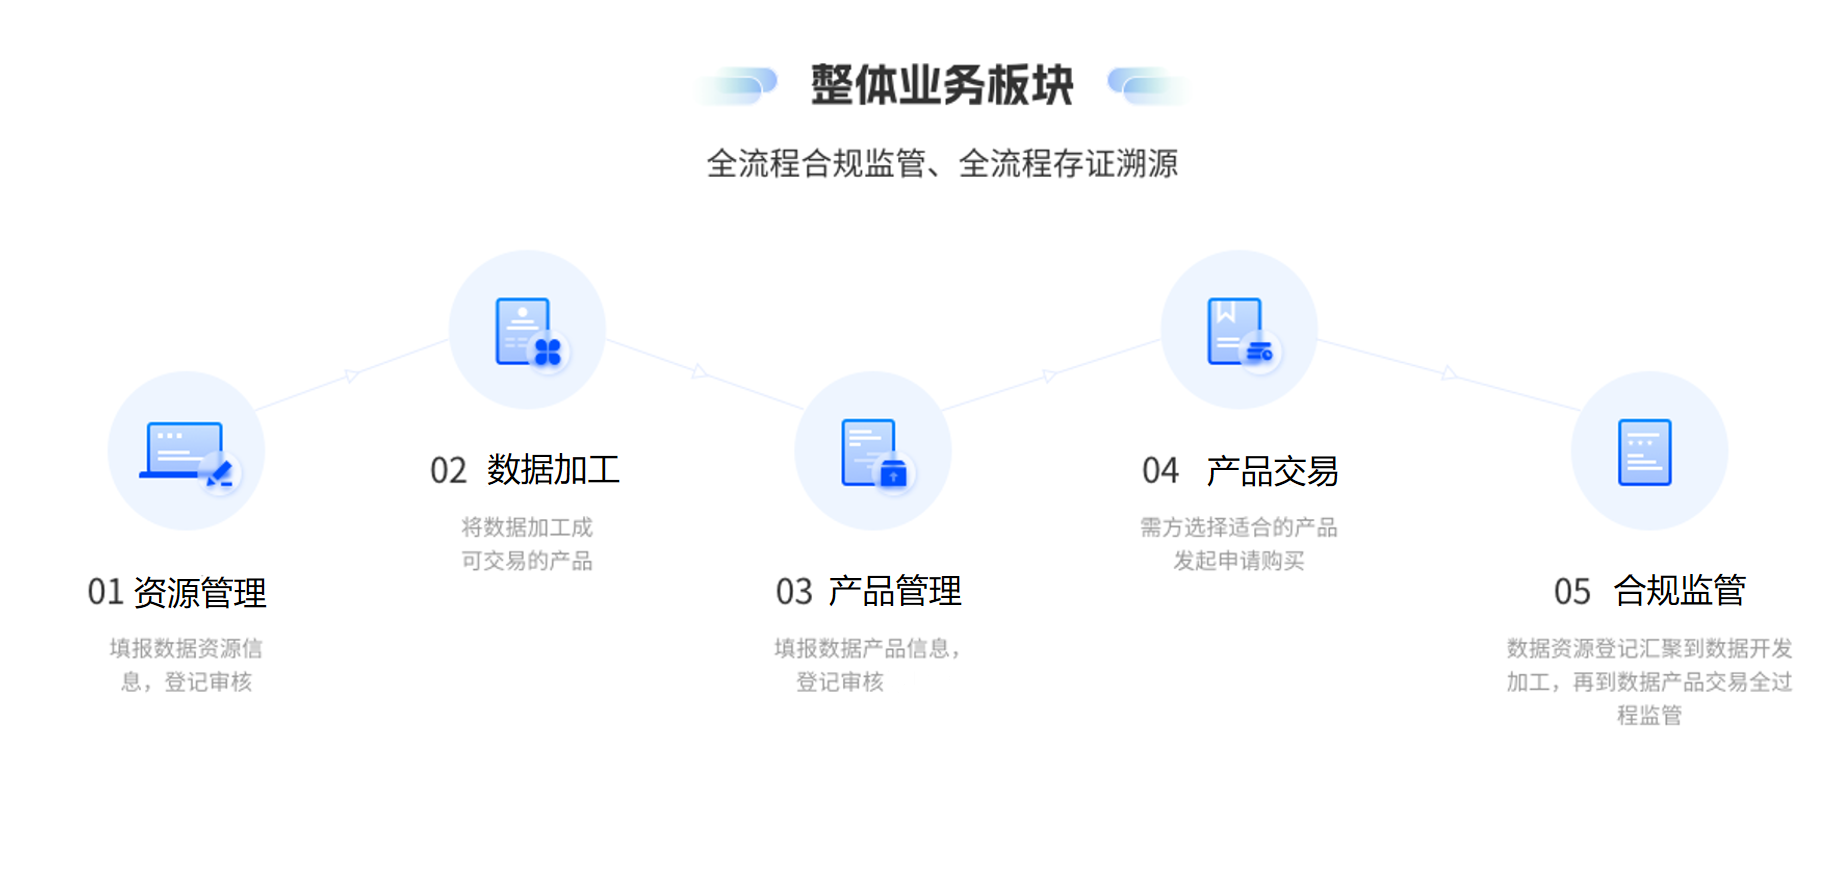 整体业务板块
全流程合规监管、全流程存证溯源
01 资源管理
填报数据资源信
息，登记审核
02 数据加工
将数据加工成
可交易的产品
03 产品管理
填报数据产品信息，
登记审核
04 产品交易
需方选择适合的产品
发起申请购买
05 合规监管
数据资源登记汇聚到数据开发
加工，再到数据产品交易全过
程监管